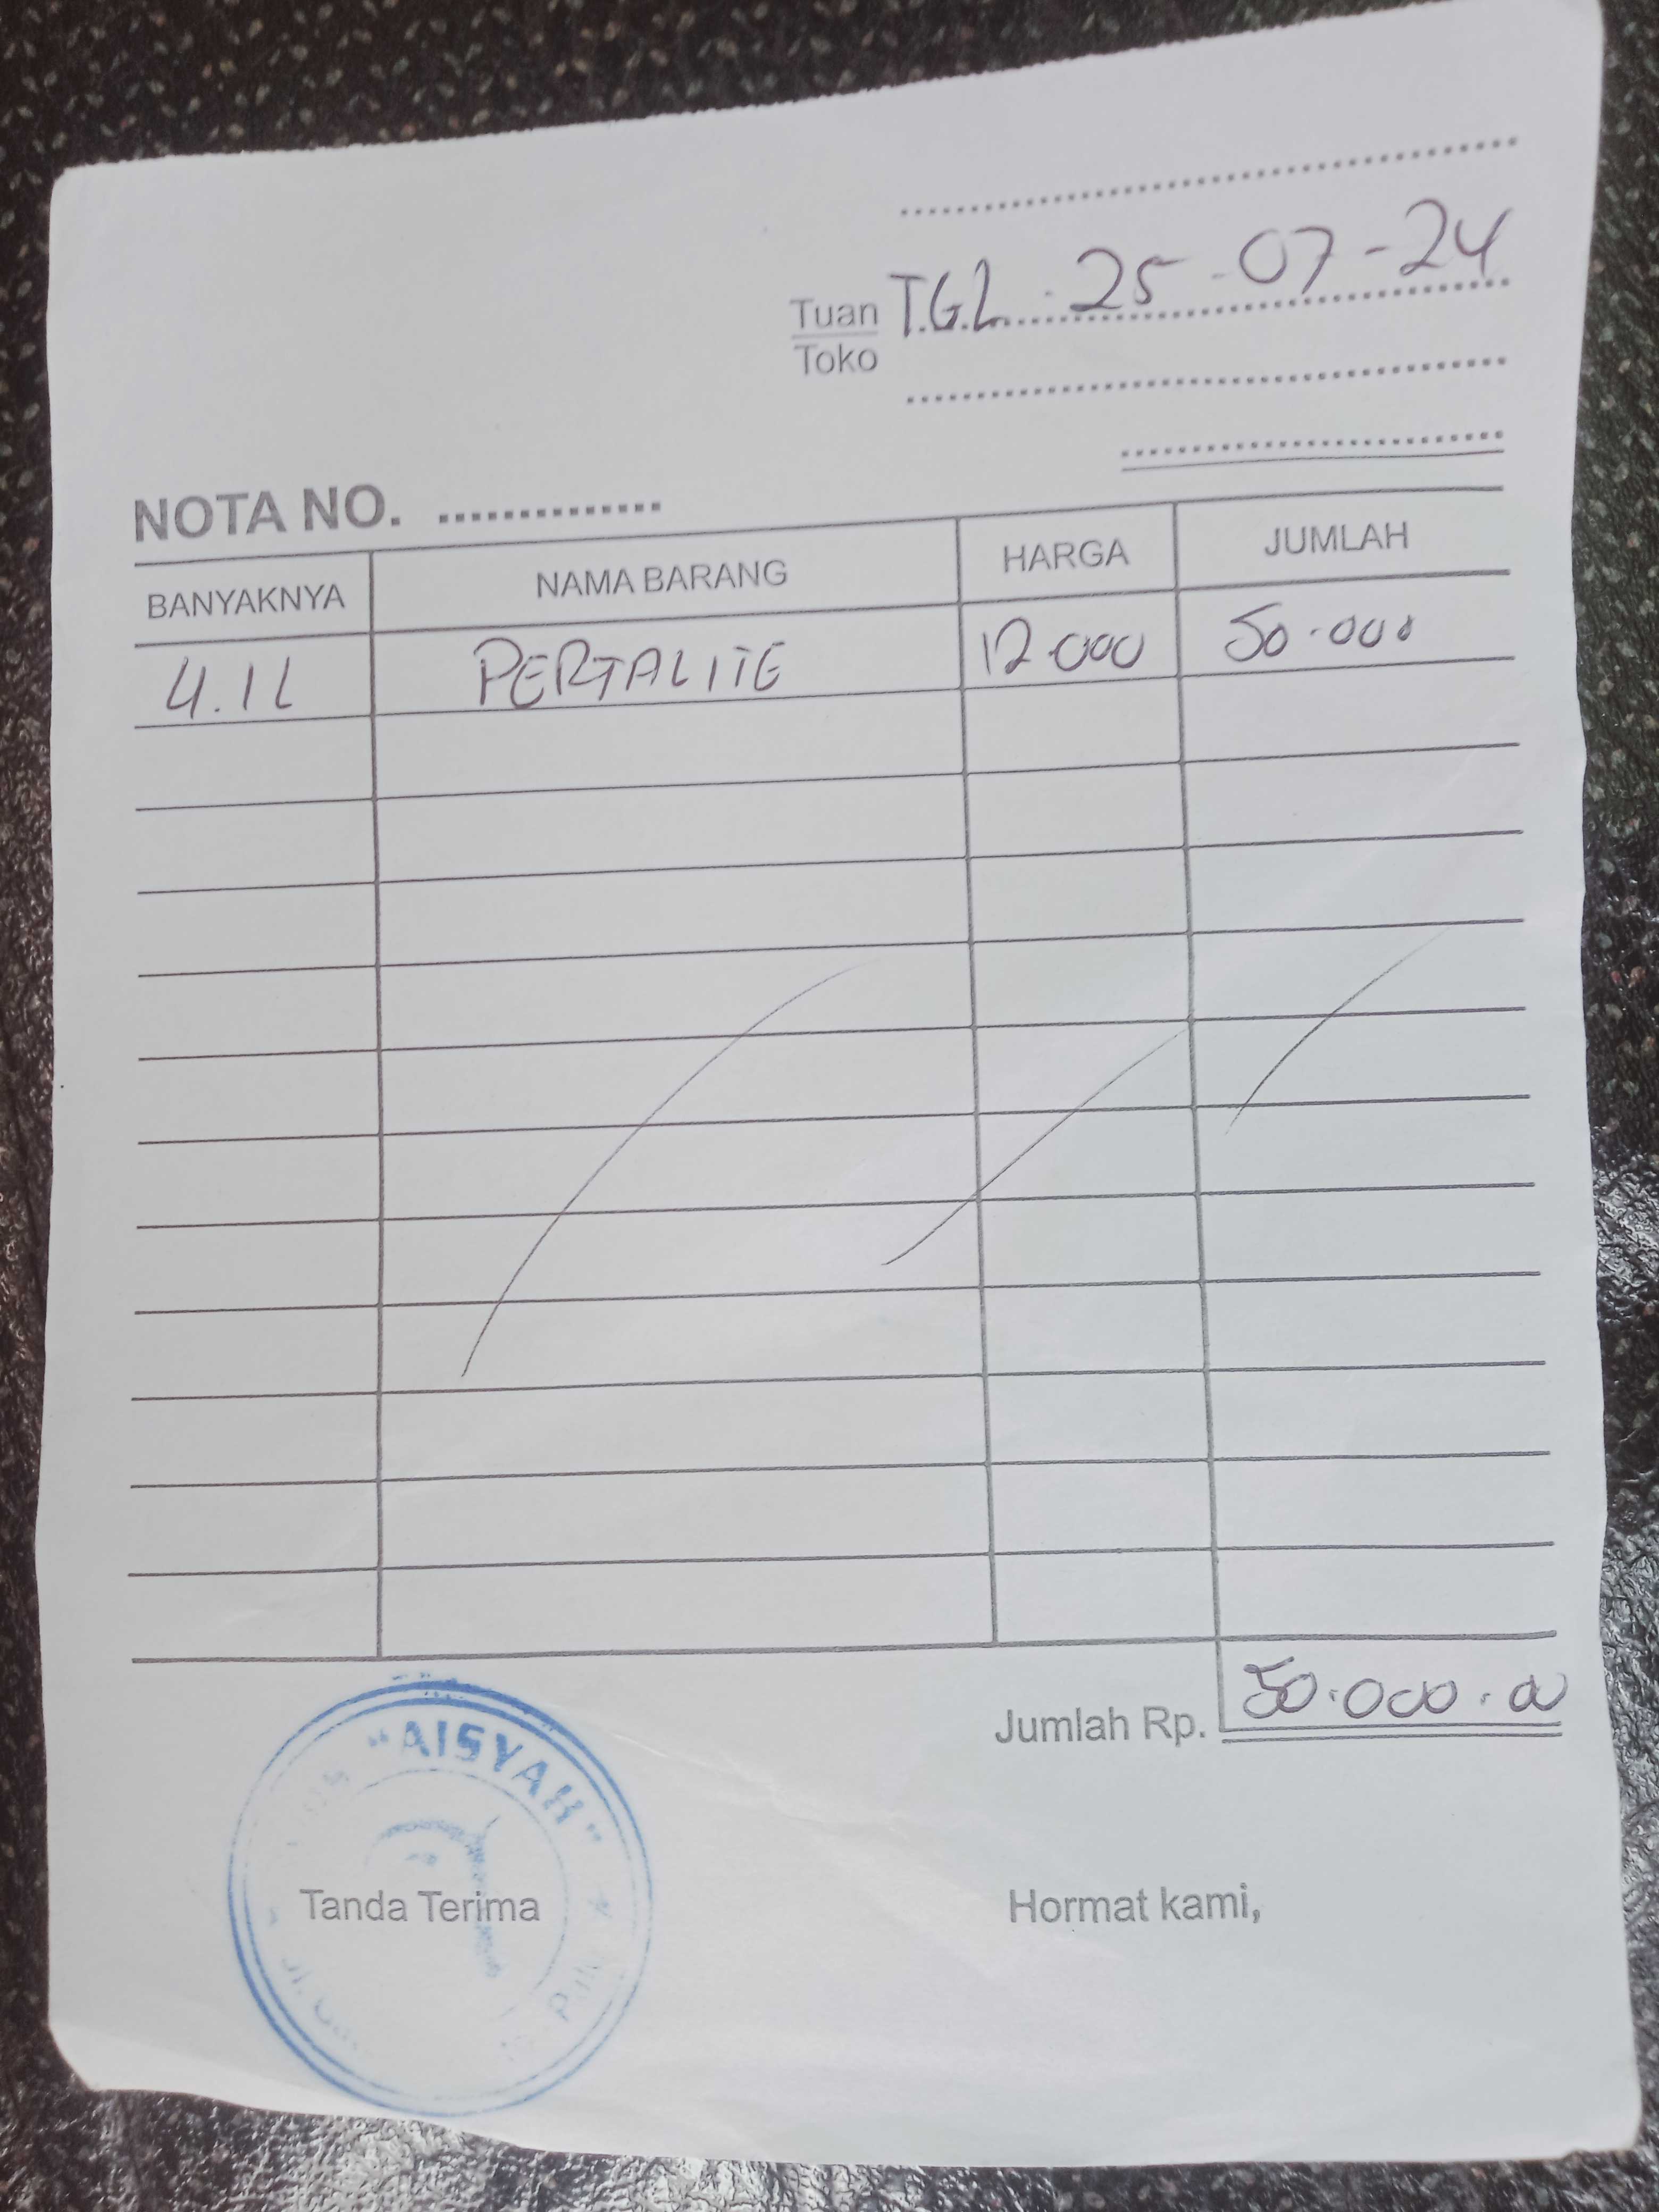 Tuan T.G.L. 25-07-24
Toko
NOTA NO. ..............
BANYAKNYA NAMA BARANG HARGA JUMLAH
4.1L PERTALITE 12.000 50.000
Jumlah Rp. 50.000.00
"AISYAH"
Tanda Terima Hormat kami,